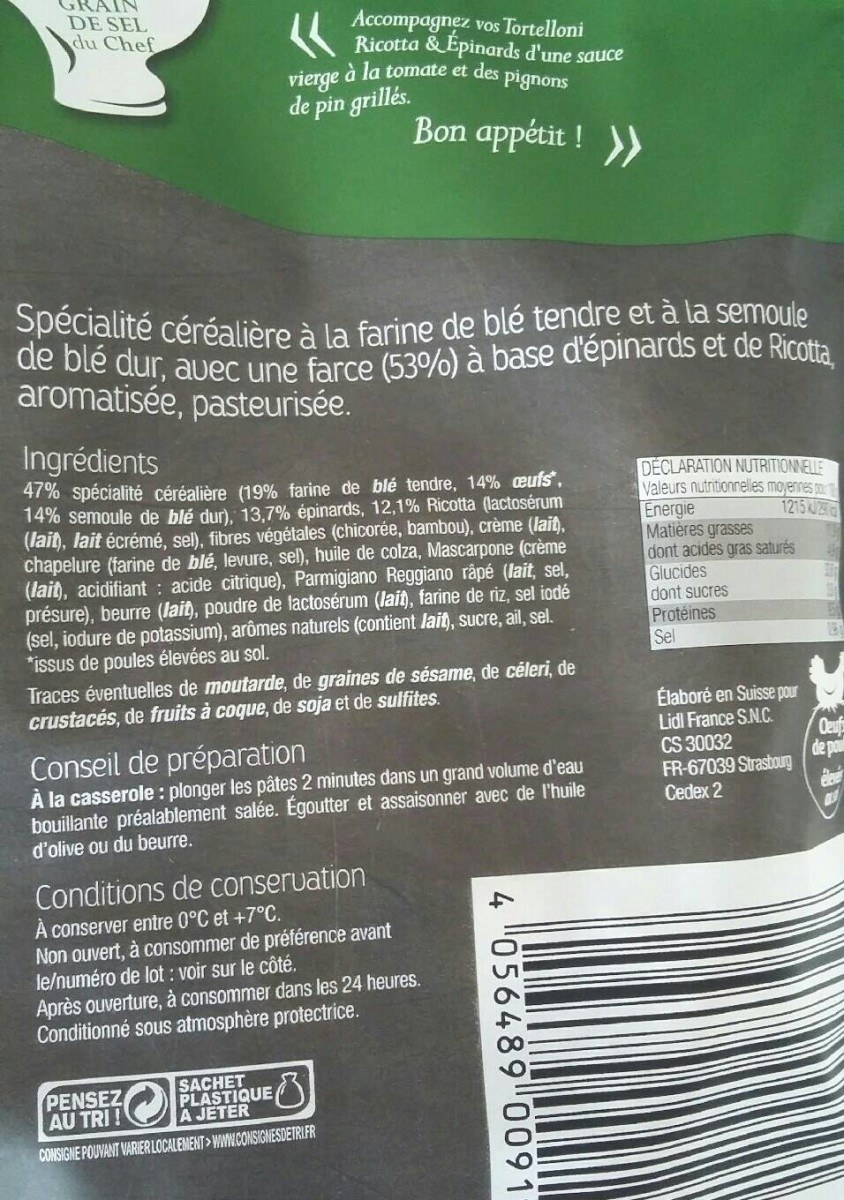 GRAIN
DE SEL
du Chef
« Accompagnez vos Tortelloni
Ricotta & Épinards d'une sauce
vierge à la tomate et des pignons
de pin grillés.
Bon appétit ! »
Spécialité céréalière à la farine de blé tendre et à la semoule
de blé dur, avec une farce (53%) à base d'épinards et de Ricotta,
aromatisée, pasteurisée.
Ingrédients
47% spécialité céréalière (19% farine de blé tendre, 14% œufs*,
14% semoule de blé dur), 13,7% épinards, 12,1% Ricotta (lactosérum
(lait), lait écrémé, sel), fibres végétales (chicorée, bambou), crème (lait),
chapelure (farine de blé, levure, sel), huile de colza, Mascarpone (crème
(lait), acidifiant : acide citrique), Parmigiano Reggiano râpé (lait, sel,
présure), beurre (lait), poudre de lactosérum (lait), farine de riz, sel iodé
(sel, iodure de potassium), arômes naturels (contient lait), sucre, ail, sel.
*issus de poules élevées au sol.
Traces éventuelles de moutarde, de graines de sésame, de céleri, de
crustacés, de fruits à coque, de soja et de sulfites.
Conseil de préparation
À la casserole : plonger les pâtes 2 minutes dans un grand volume d'eau
bouillante préalablement salée. Égoutter et assaisonner avec de l'huile
d'olive ou du beurre.
Conditions de conservation
À conserver entre 0°C et +7°C.
Non ouvert, à consommer de préférence avant
le/numéro de lot : voir sur le côté.
Après ouverture, à consommer dans les 24 heures.
Conditionné sous atmosphère protectrice.
PENSEZ
AU TRI !
SACHET
PLASTIQUE
À JETER
CONSIGNE POUVANT VARIER LOCALEMENT > WWW.CONSIGNESDETRI.FR
DÉCLARATION NUTRITIONNELLE
Valeurs nutritionnelles moyennes
Énergie 1215 kJ
Matières grasses
dont acides gras saturés
Glucides
dont sucres
Protéines
Sel
Élaboré en Suisse pour
Lidl France S.N.C.
CS 30032
FR-67039 Strasbourg
Cedex 2
Oeufs
de
4 056489 0091